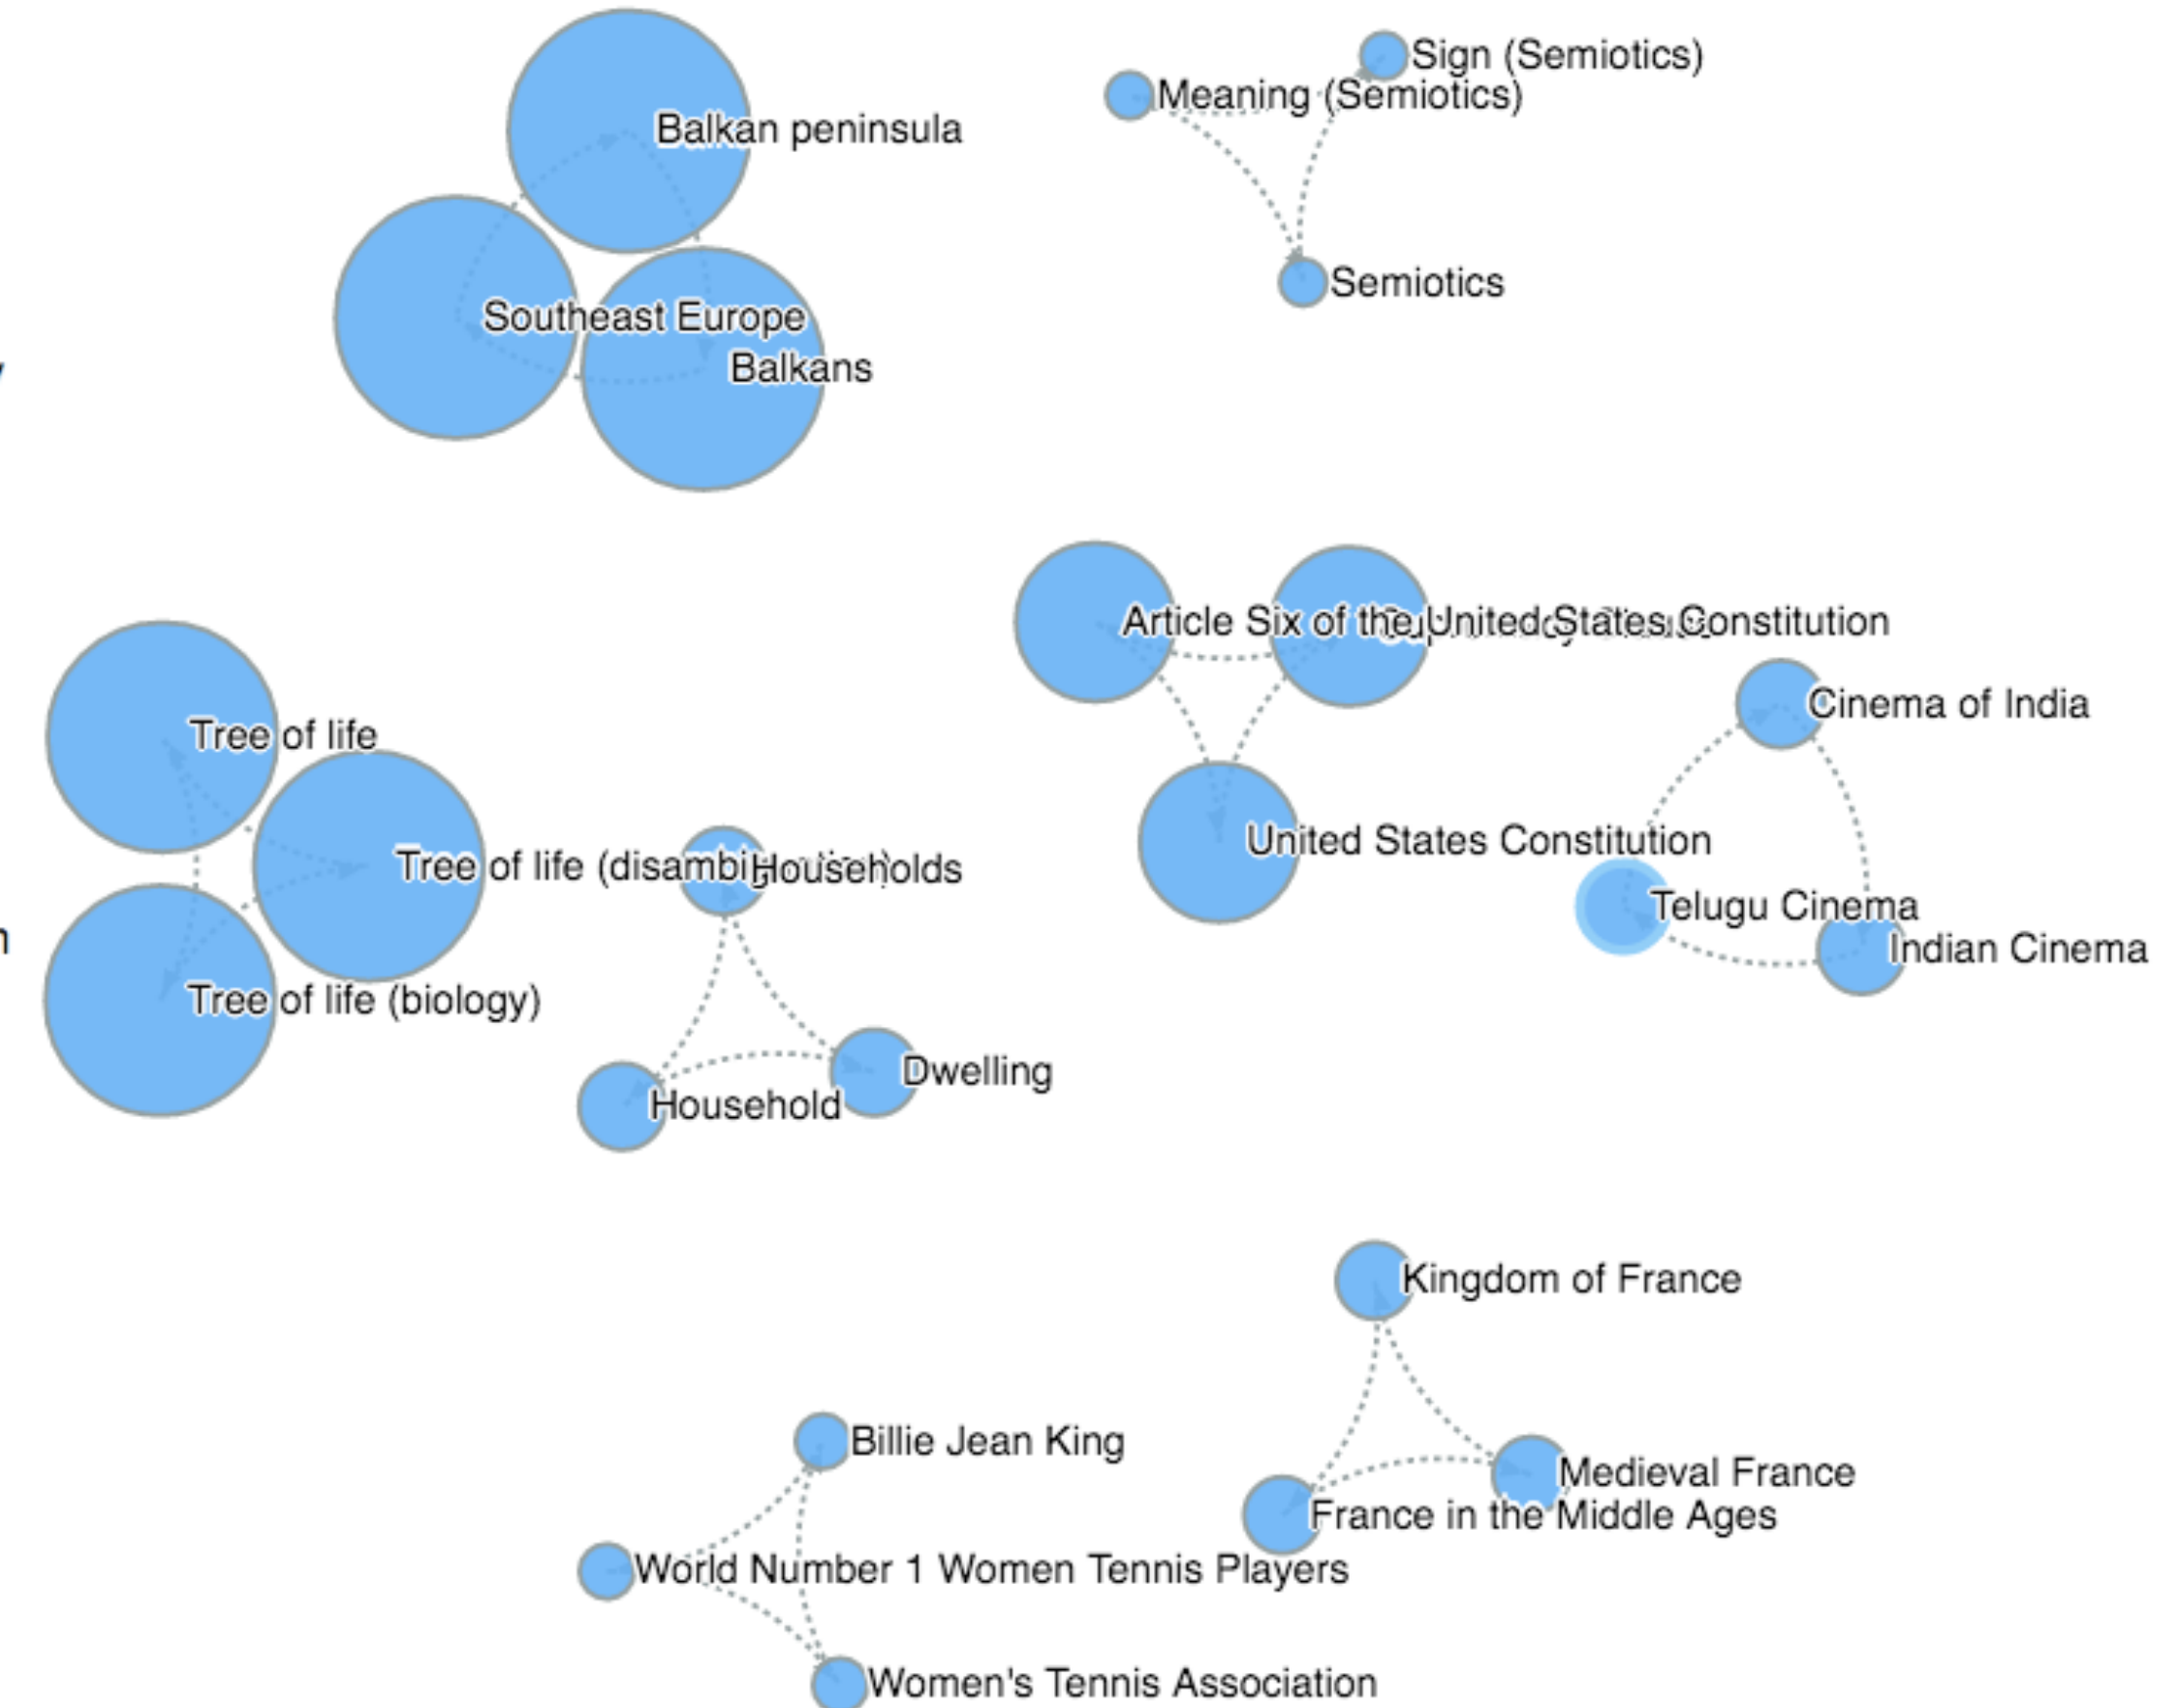 Sign (Semiotics)
Meaning (Semiotics)
Balkan peninsula
Semiotics
Southeast Europe
Balkans
Article Six of the United States Constitution
Cinema of India
Tree of life
United States Constitution
Tree of life
Households
Telugu Cinema
Indian Cinema
Tree of life (biology)
Dwelling
Household
Kingdom of France
Billie Jean King
Medieval France
France in the Middle Ages
World Number 1 Women Tennis Players
Women's Tennis Association